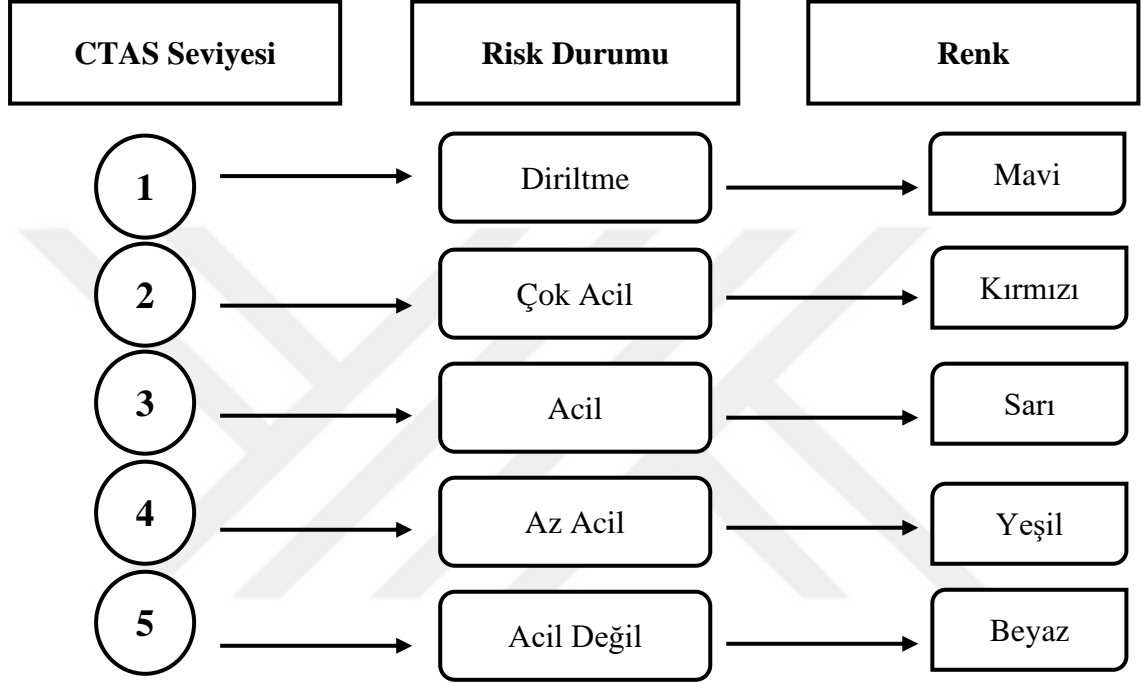 CTAS Seviyesi Risk Durumu Renk
1 Diriltme Mavi
2 Çok Acil Kırmızı
3 Acil Sarı
4 Az Acil Yeşil
5 Acil Değil Beyaz